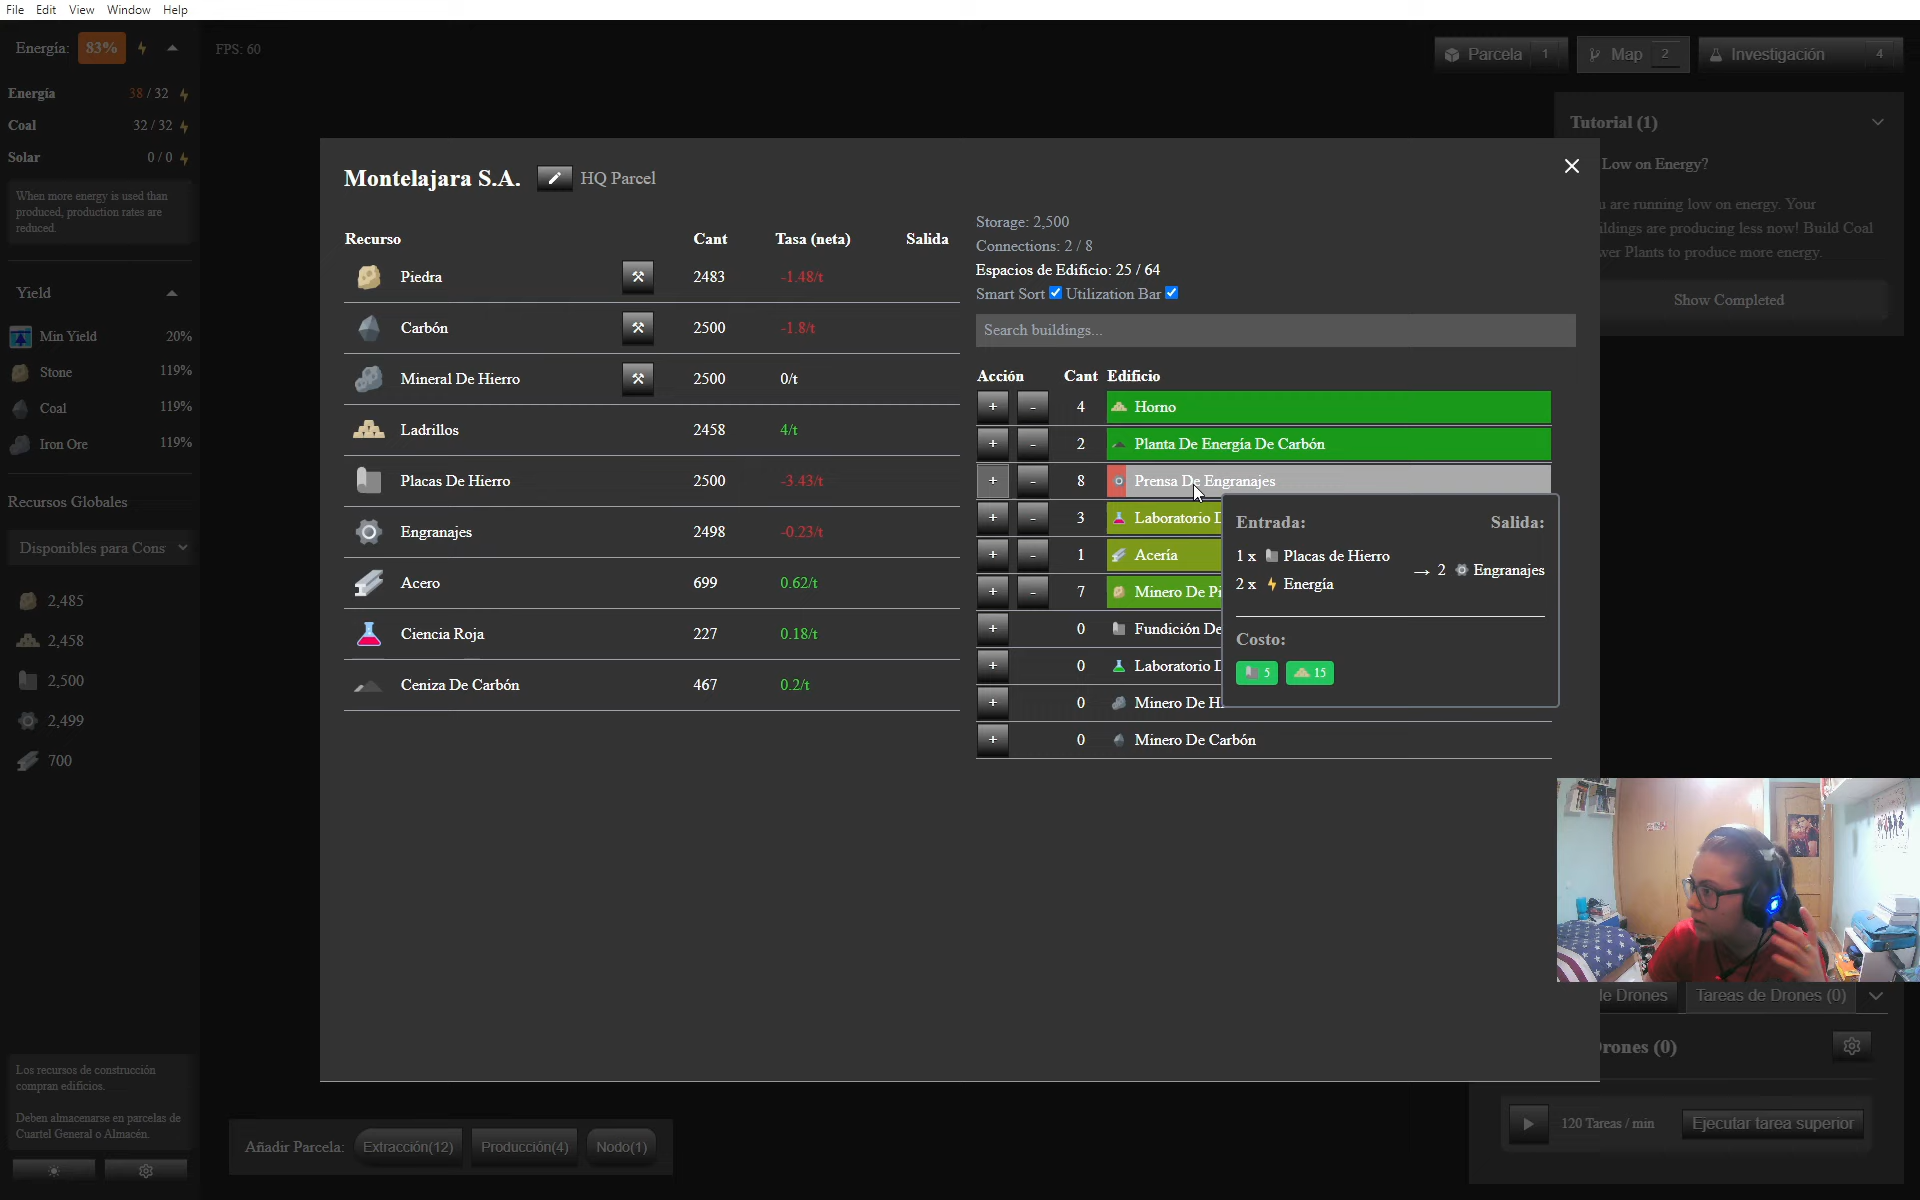 File Edit View Window Help
Energía: 83%
FPS: 60
Parcela 1
Map 2
Investigación 4
Energía 38 / 32
Coal 32 / 32
Solar 0 / 0
When more energy is used than
produced, production rates are
reduced.
Yield
Min Yield 20%
Stone 119%
Coal 119%
Iron Ore 119%
Recursos Globales
Disponibles para Cons
2,485
2,458
2,500
2,499
700
Los recursos de construcción
compran edificios.
Deben almacenarse en parcelas de
Cuartel General o Almacén.
Montelajara S.A. HQ Parcel
Recurso Cant Tasa (neta) Salida
Piedra 2483 -1.48/t
Carbón 2500 -1.8/t
Mineral De Hierro 2500 0/t
Ladrillos 2458 4/t
Placas De Hierro 2500 -3.43/t
Engranajes 2498 -0.23/t
Acero 699 0.62/t
Ciencia Roja 227 0.18/t
Ceniza De Carbón 467 0.2/t
Storage: 2,500
Connections: 2 / 8
Espacios de Edificio: 25 / 64
Smart Sort Utilization Bar
Search buildings...
Acción Cant Edificio
+ - 4 Horno
+ - 2 Planta De Energía De Carbón
+ - 8 Prensa De Engranajes
+ - 3 Laboratorio D
+ - 1 Acería
+ - 7 Minero De Pi
+ 0 Fundición De
+ 0 Laboratorio D
+ 0 Minero De Hi
+ 0 Minero De Carbón
Entrada: Salida:
1 x Placas de Hierro
2 x Energía
→ 2 Engranajes
Costo:
5 15
Tutorial (1)
Low on Energy?
u are running low on energy. Your
ildings are producing less now! Build Coal
wer Plants to produce more energy.
Show Completed
de Drones Tareas de Drones (0)
Drones (0)
120 Tareas / min Ejecutar tarea superior
Añadir Parcela: Extracción(12) Producción(4) Nodo(1)